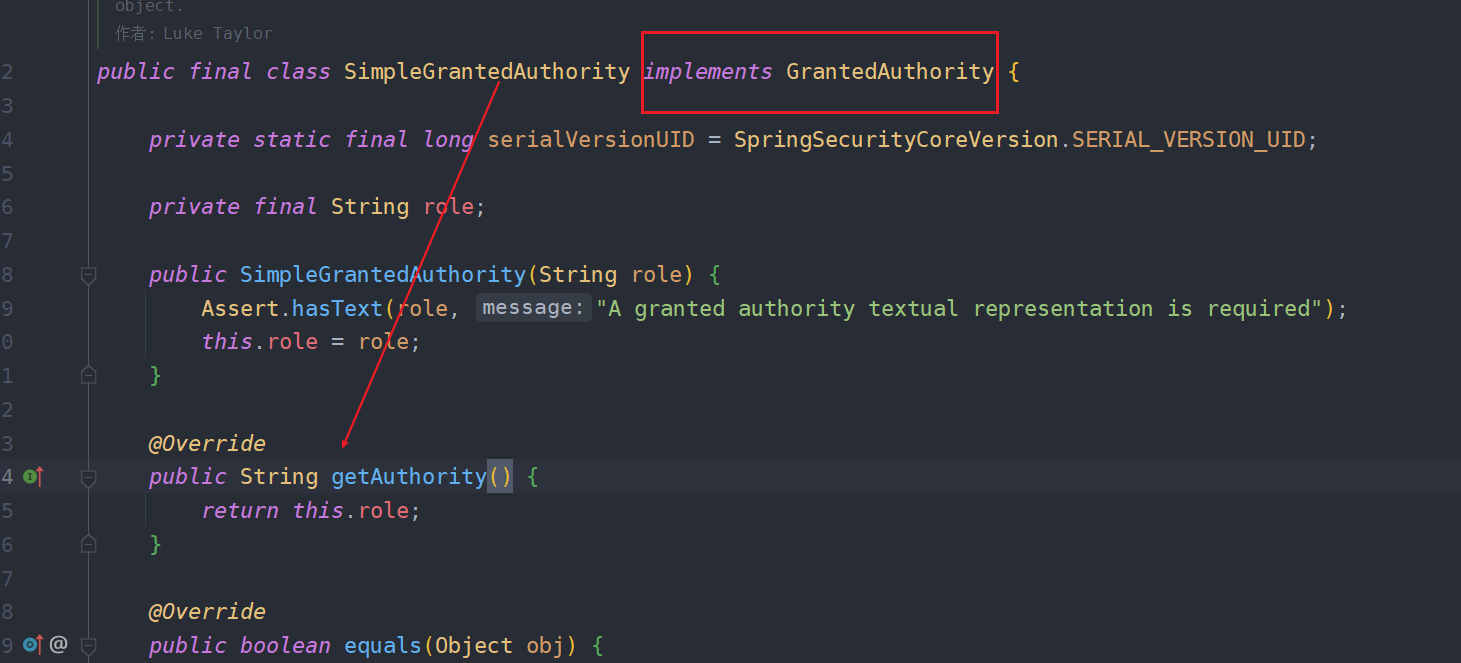 object.
作者: Luke Taylor
2 public final class SimpleGrantedAuthority implements GrantedAuthority {
3
4 private static final long serialVersionUID = SpringSecurityCoreVersion.SERIAL_VERSION_UID;
5
6 private final String role;
7
8 public SimpleGrantedAuthority(String role) {
9 Assert.hasText(role, message: "A granted authority textual representation is required");
0 this.role = role;
1 }
2
3 @Override
4 public String getAuthority() {
5 return this.role;
6 }
7
8 @Override
9 @ public boolean equals(Object obj) {